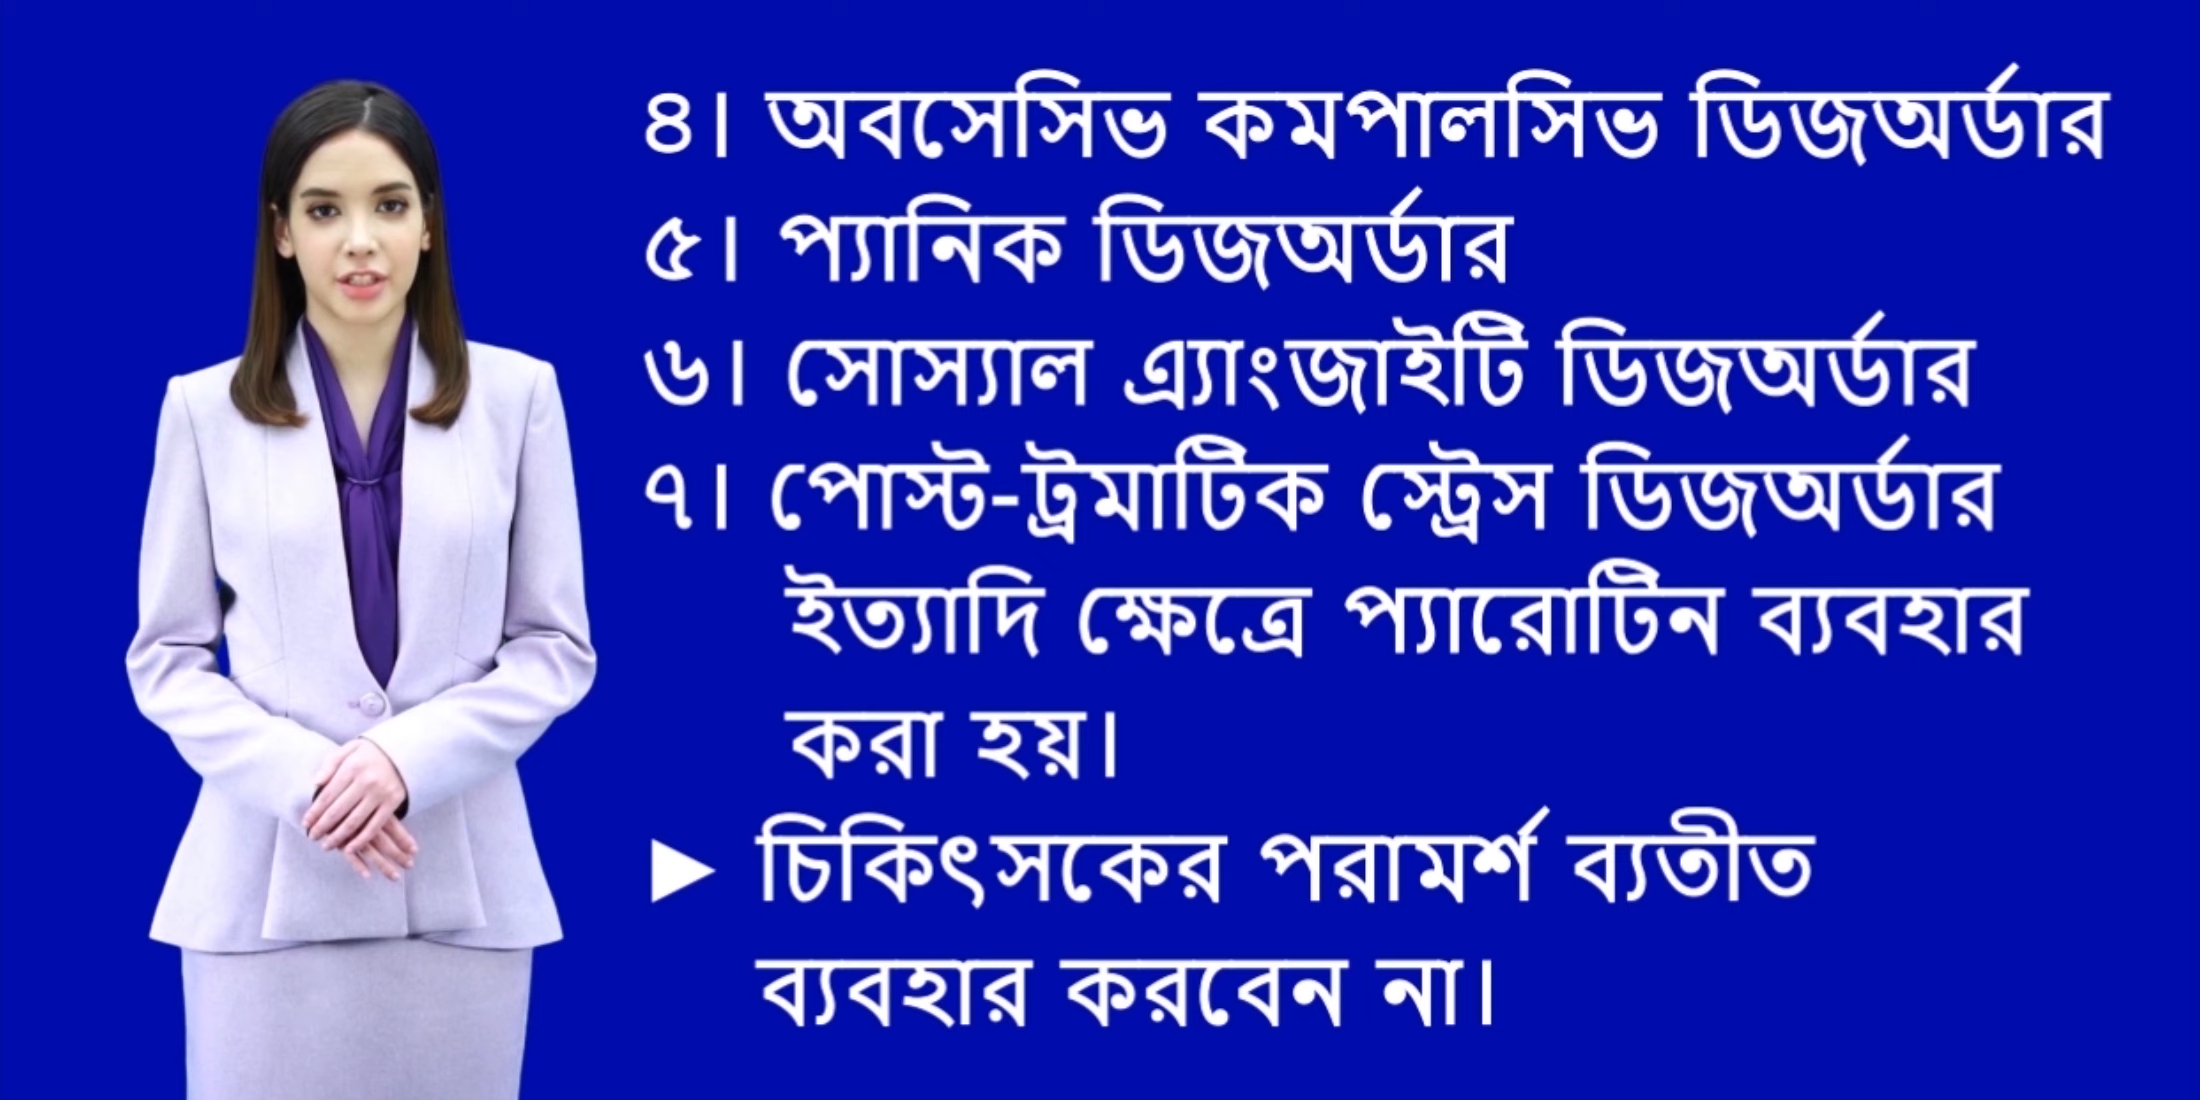 ৪। অবসেসিভ কমপালসিভ ডিজঅর্ডার
৫। প্যানিক ডিজঅর্ডার
৬। সোস্যাল এ্যাংজাইটি ডিজঅর্ডার
৭। পোস্ট-ট্রমাটিক স্ট্রেস ডিজঅর্ডার
ইত্যাদি ক্ষেত্রে প্যারোটিন ব্যবহার
করা হয়।
► চিকিৎসকের পরামর্শ ব্যতীত
ব্যবহার করবেন না।